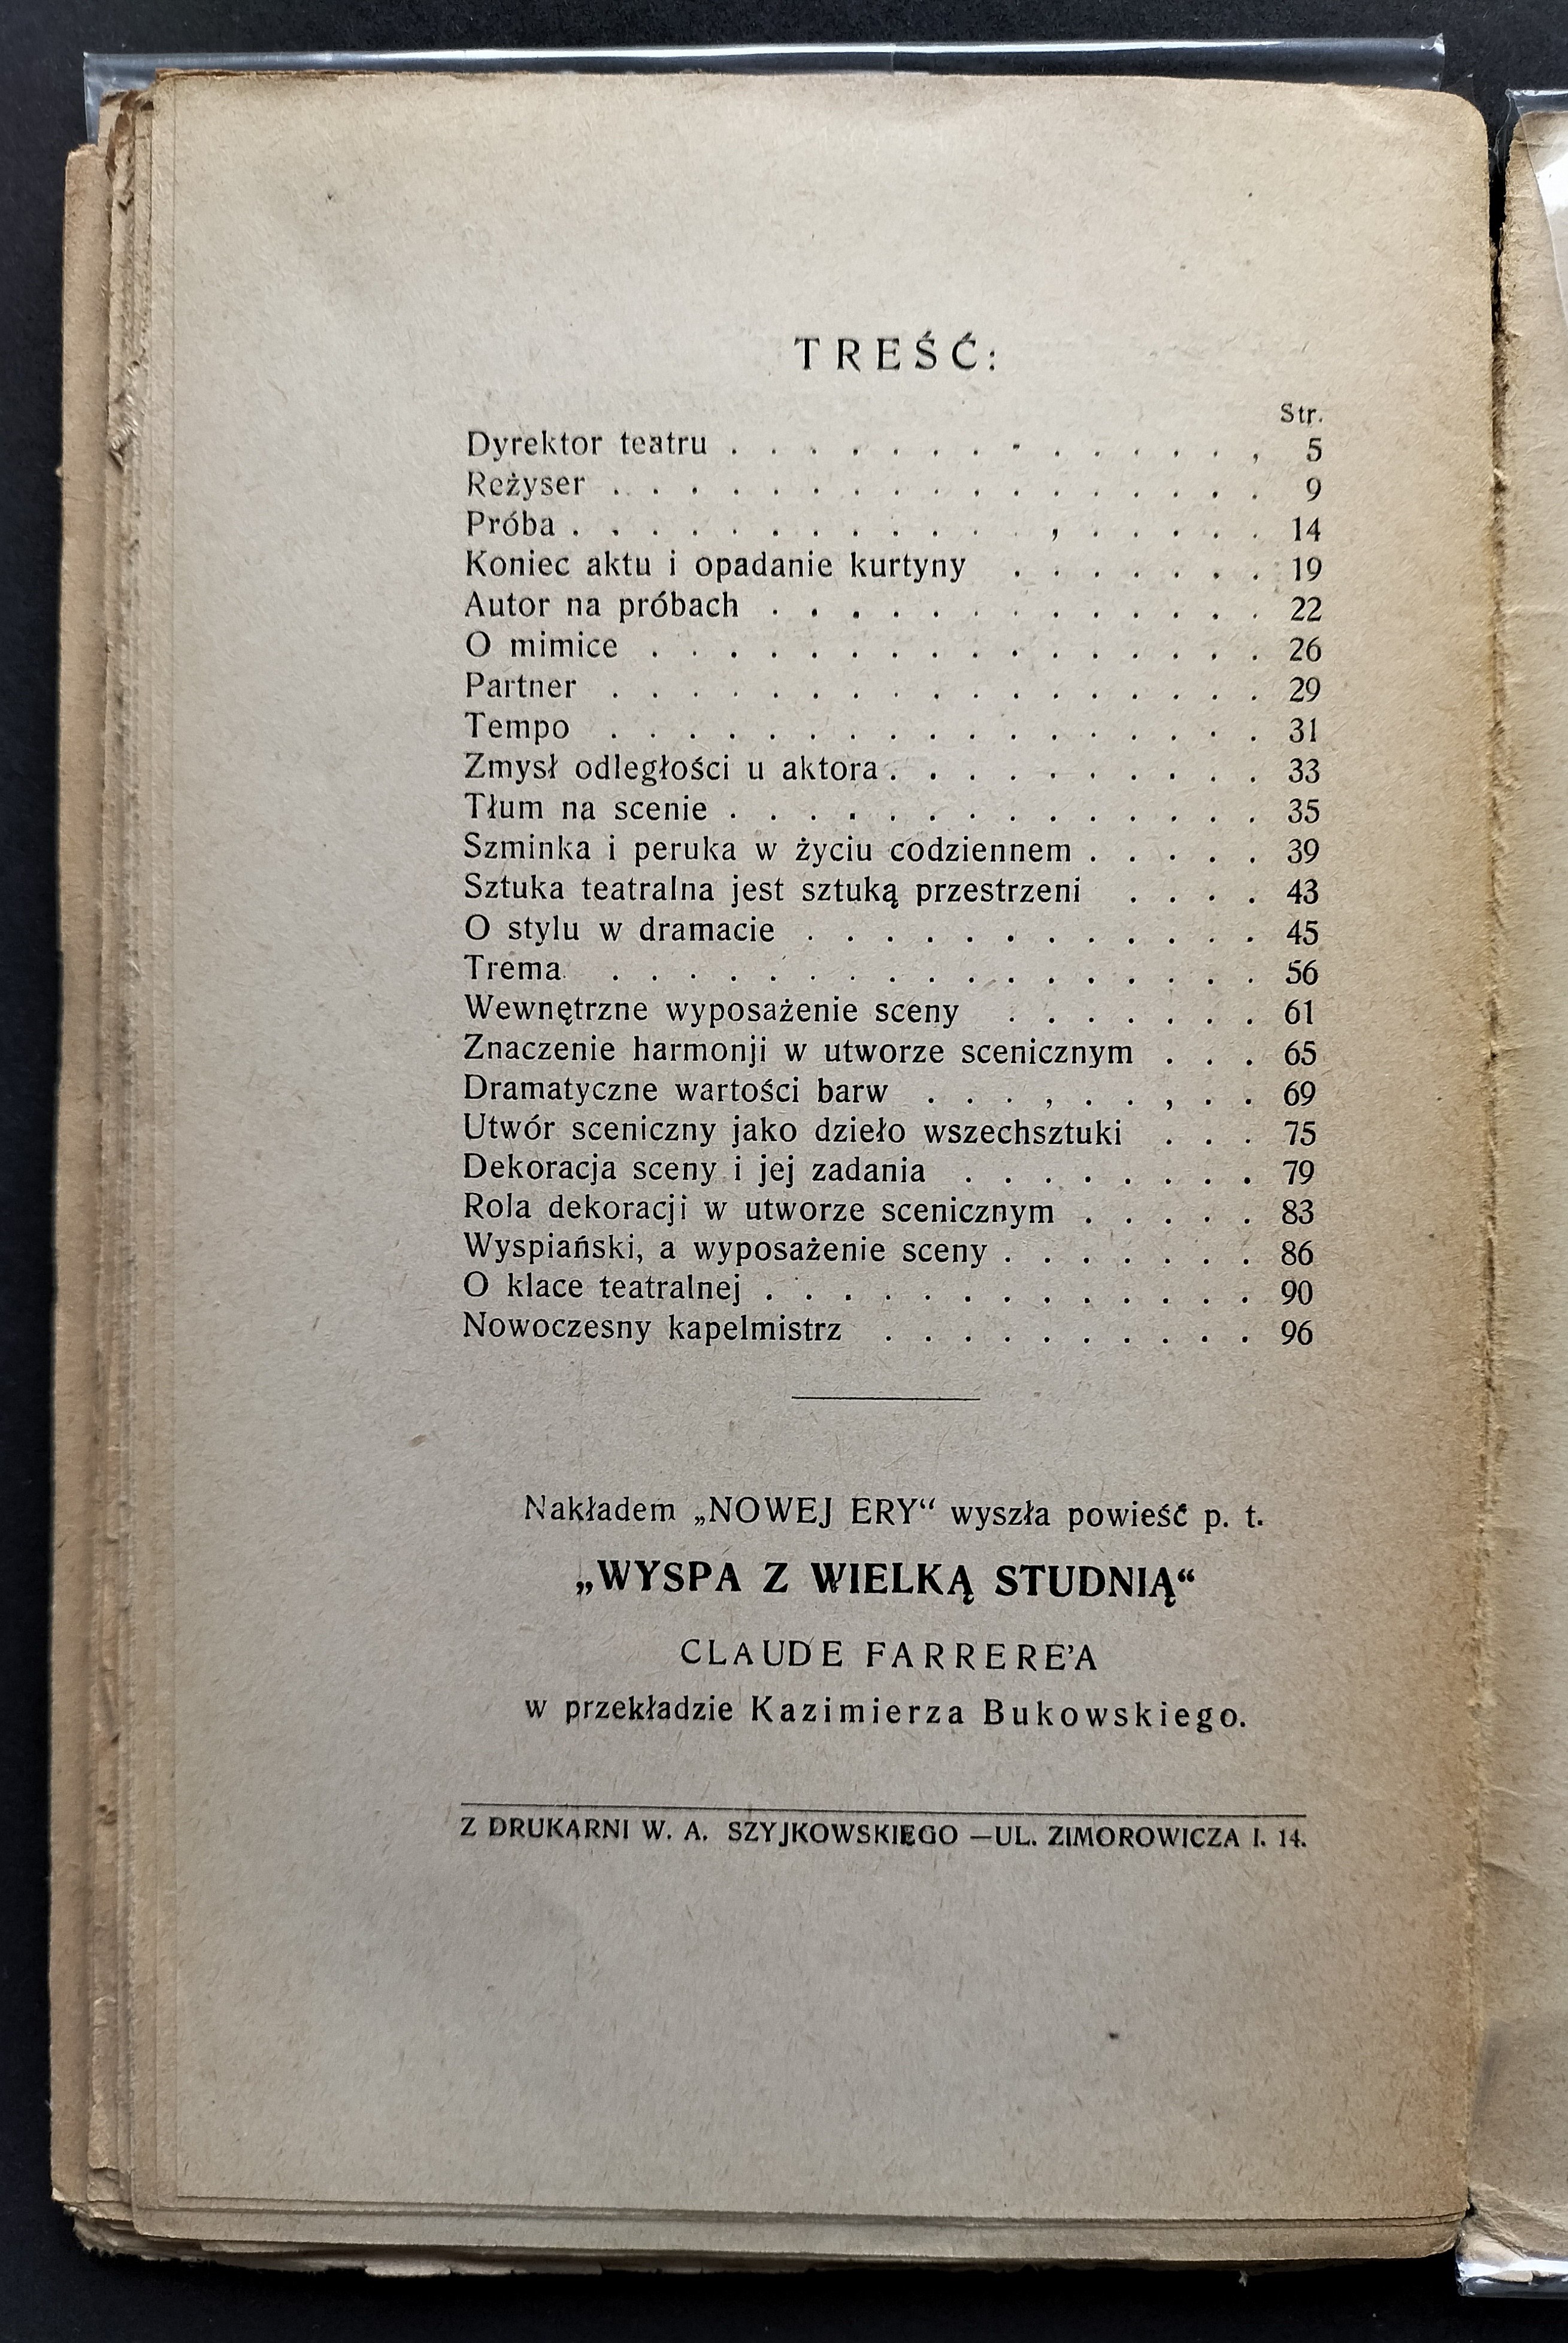 TREŚĆ:
Str.
Dyrektor teatru . . . . . . . . . . . . . , 5
Reżyser . . . . . . . . . . . . . . . . . 9
Próba . . . . . . . . . . . . , . . . . . 14
Koniec aktu i opadanie kurtyny . . . . . . . 19
Autor na próbach . . . . . . . . . . . . . 22
O mimice . . . . . . . . . . . . . . . . 26
Partner . . . . . . . . . . . . . . . . . 29
Tempo . . . . . . . . . . . . . . . . . 31
Zmysł odległości u aktora . . . . . . . . . . 33
Tłum na scenie . . . . . . . . . . . . . . 35
Szminka i peruka w życiu codziennem . . . . . 39
Sztuka teatralna jest sztuką przestrzeni . . . . 43
O stylu w dramacie . . . . . . . . . . . . 45
Trema . . . . . . . . . . . . . . . . . 56
Wewnętrzne wyposażenie sceny . . . . . . . 61
Znaczenie harmonji w utworze scenicznym . . . 65
Dramatyczne wartości barw . . . , . . , . . 69
Utwór sceniczny jako dzieło wszechsztuki . . . 75
Dekoracja sceny i jej zadania . . . . . . . . 79
Rola dekoracji w utworze scenicznym . . . . . 83
Wyspiański, a wyposażenie sceny . . . . . . . 86
O klace teatralnej . . . . . . . . . . . . . 90
Nowoczesny kapelmistrz . . . . . . . . . . 96
Nakładem „NOWEJ ERY“ wyszła powieść p. t.
„WYSPA Z WIELKĄ STUDNIĄ“
CLAUDE FARRERE’A
w przekładzie Kazimierza Bukowskiego.
Z DRUKARNI W. A. SZYJKOWSKIEGO —UL. ZIMOROWICZA l. 14.